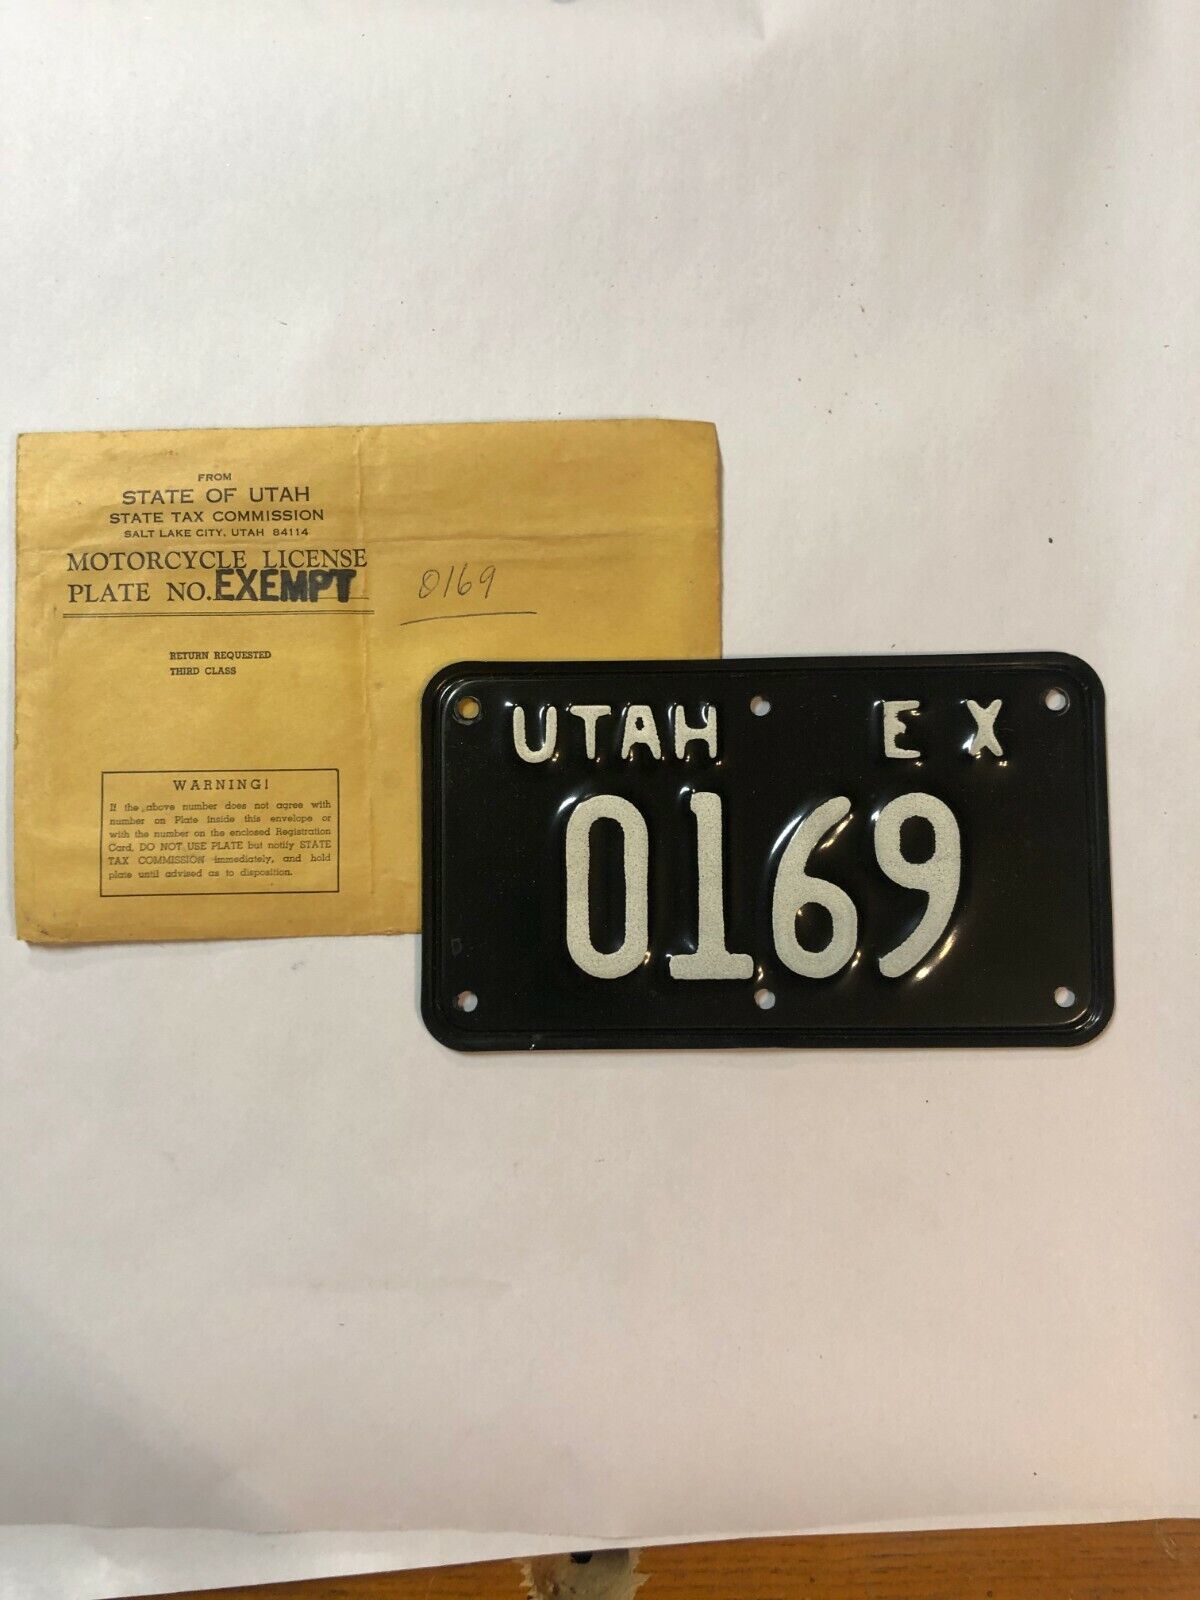 FROM
STATE OF UTAH
STATE TAX COMMISSION
SALT LAKE CITY, UTAH 84114
MOTORCYCLE LICENSE
PLATE NO. EXEMPT 0169
RETURN REQUESTED
THIRD CLASS
WARNING!
If the above number does not agree with
number on Plate inside this envelope or
with the number on the enclosed Registration
Card, DO NOT USE PLATE but notify STATE
TAX COMMISSION immediately, and hold
plate until advised as to disposition.
UTAH EX
0169